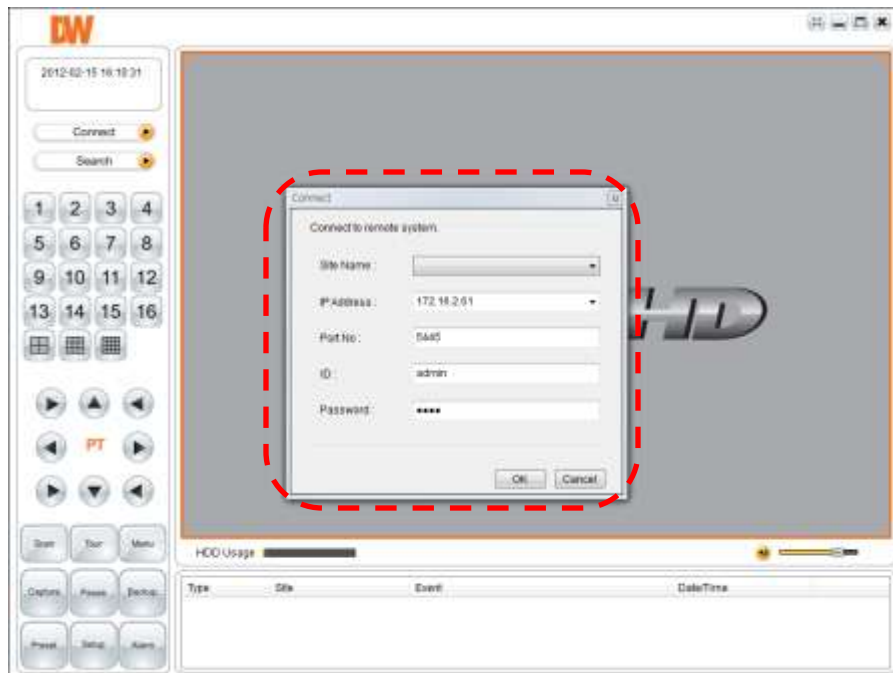 DW
2012-02-15 16:10:31
Connect
Search
1 2 3 4
5 6 7 8
9 10 11 12
13 14 15 16
PT
Scan Tour Menu
Capture Preset Backup
Preset Setup Alarm
Connect
Connect to remote system.
Site Name :
IP Address : 172.16.2.61
Port No : 5445
ID : admin
Password : ●●●●
OK Cancel
HD
HDD Usage
Type Site Event Date/Time